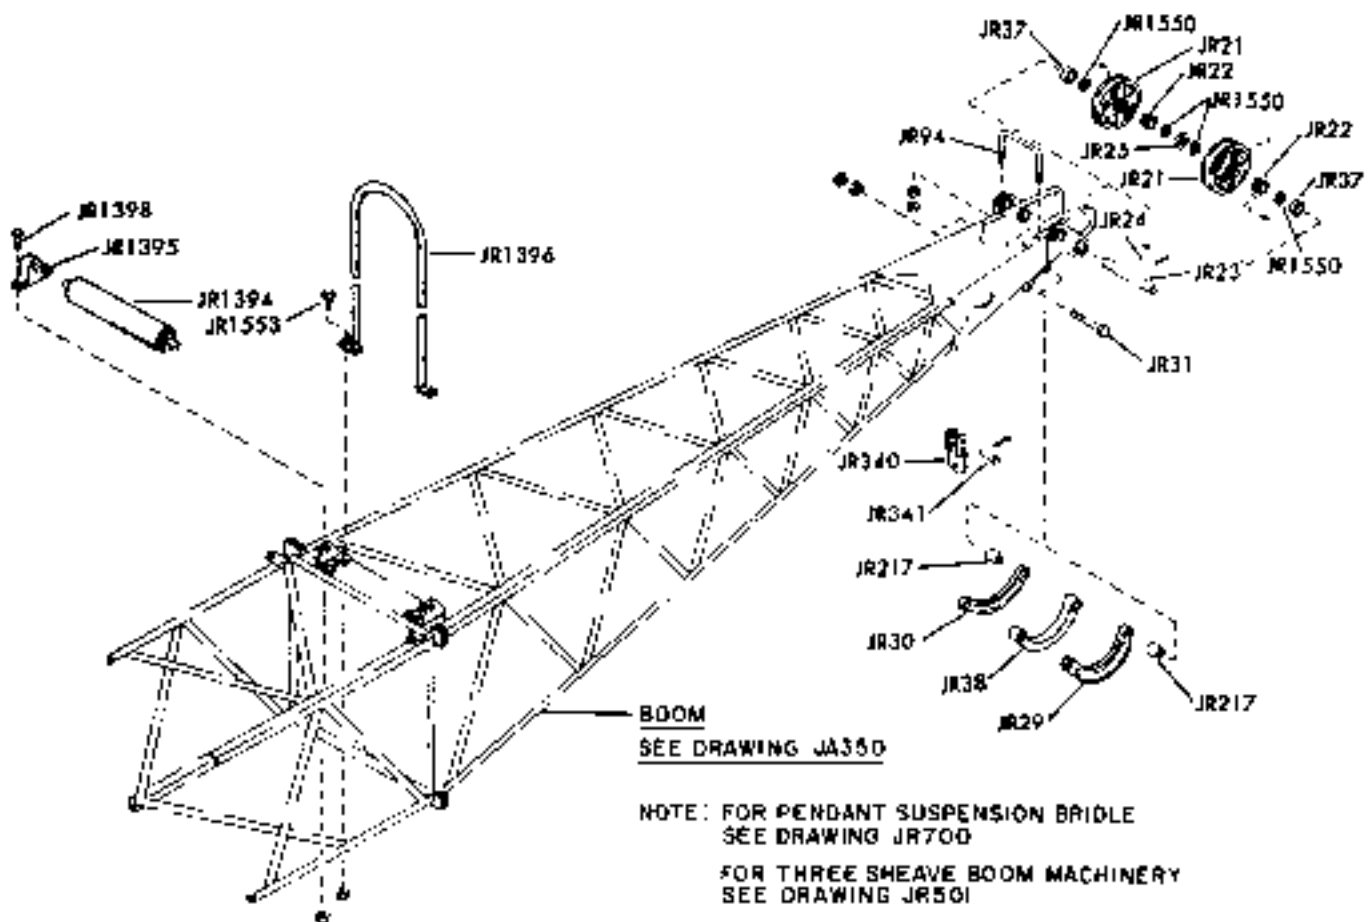 JR37
JR1550
JR21
JR22
JR1550
JR94
JR25
JR22
JR21
JR37
JR1398
JR1395
JR1396
JR24
JR23
JR1550
JR1394
JR1553
JR31
JR340
JR341
JR217
JR30
JR38
JR217
JR29
BOOM
SEE DRAWING JA350
NOTE: FOR PENDANT SUSPENSION BRIDLE
SEE DRAWING JR700
FOR THREE SHEAVE BOOM MACHINERY
SEE DRAWING JR501